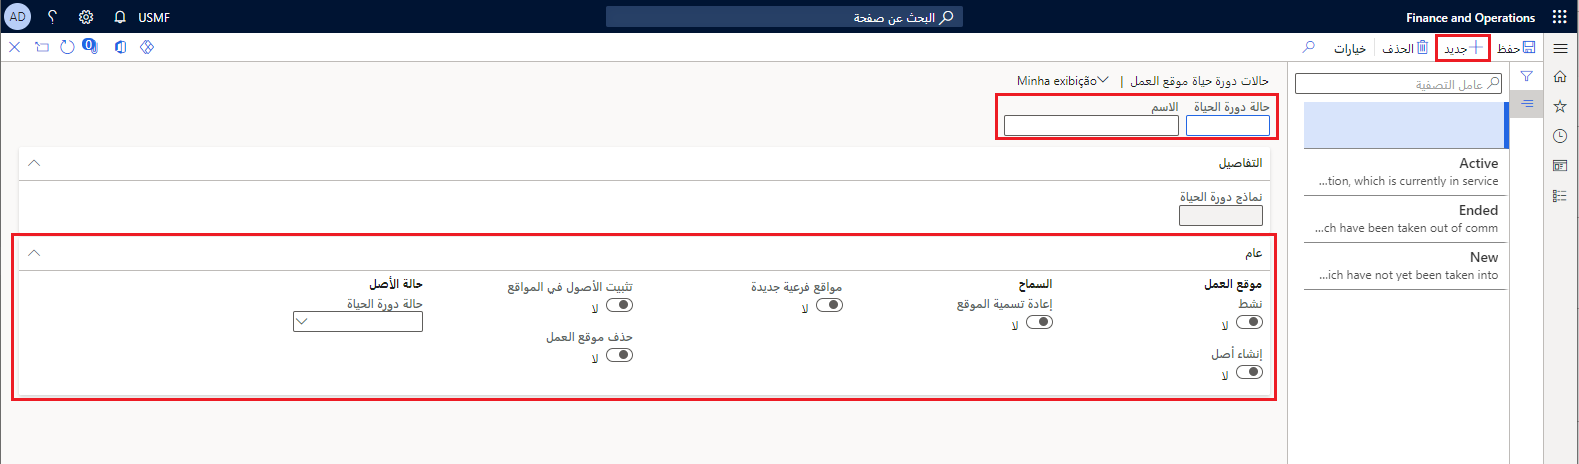 Finance and Operations
البحث عن صفحة
USMF
AD
حفظ
جديد
الحذف
خيارات
0
عامل التصفية
Active
...tion, which is currently in service
Ended
...ch have been taken out of comm
New
...ich have not yet been taken into
حالات دورة حياة موقع العمل | Minha exibição
حالة دورة الحياة
الاسم
التفاصيل
نماذج دورة الحياة
عام
موقع العمل
نشط
لا
إنشاء أصل
لا
السماح
إعادة تسمية الموقع
لا
مواقع فرعية جديدة
لا
تثبيت الأصول في المواقع
لا
حذف موقع العمل
لا
حالة الأصل
حالة دورة الحياة